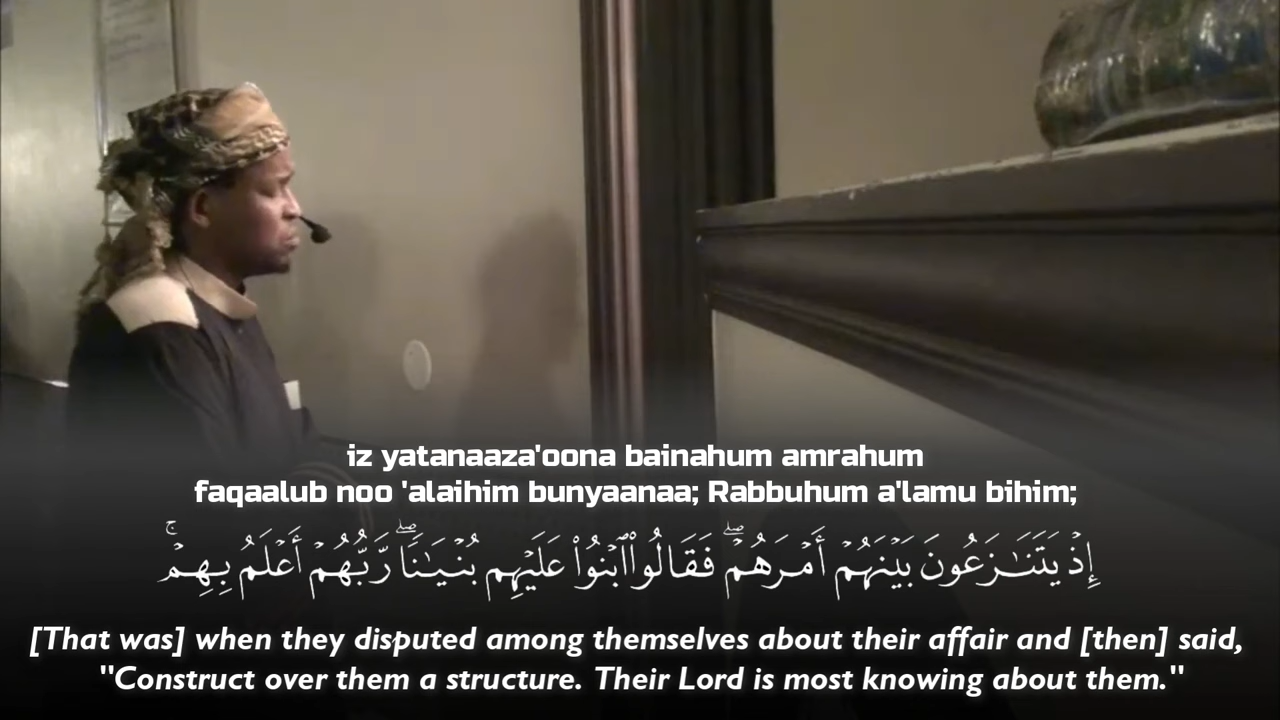 iz yatanaaza'oona bainahum amrahum
faqaalub noo 'alaihim bunyaanaa; Rabbuhum a'lamu bihim;
إِذْ يَتَنَـٰزَعُونَ بَيْنَهُمْ أَمْرَهُمْ ۖ فَقَالُوا۟ ٱبْنُوا۟ عَلَيْهِم بُنْيَـٰنًا ۖ رَّبُّهُمْ أَعْلَمُ بِهِمْ ۚ
[That was] when they disputed among themselves about their affair and [then] said,
"Construct over them a structure. Their Lord is most knowing about them."